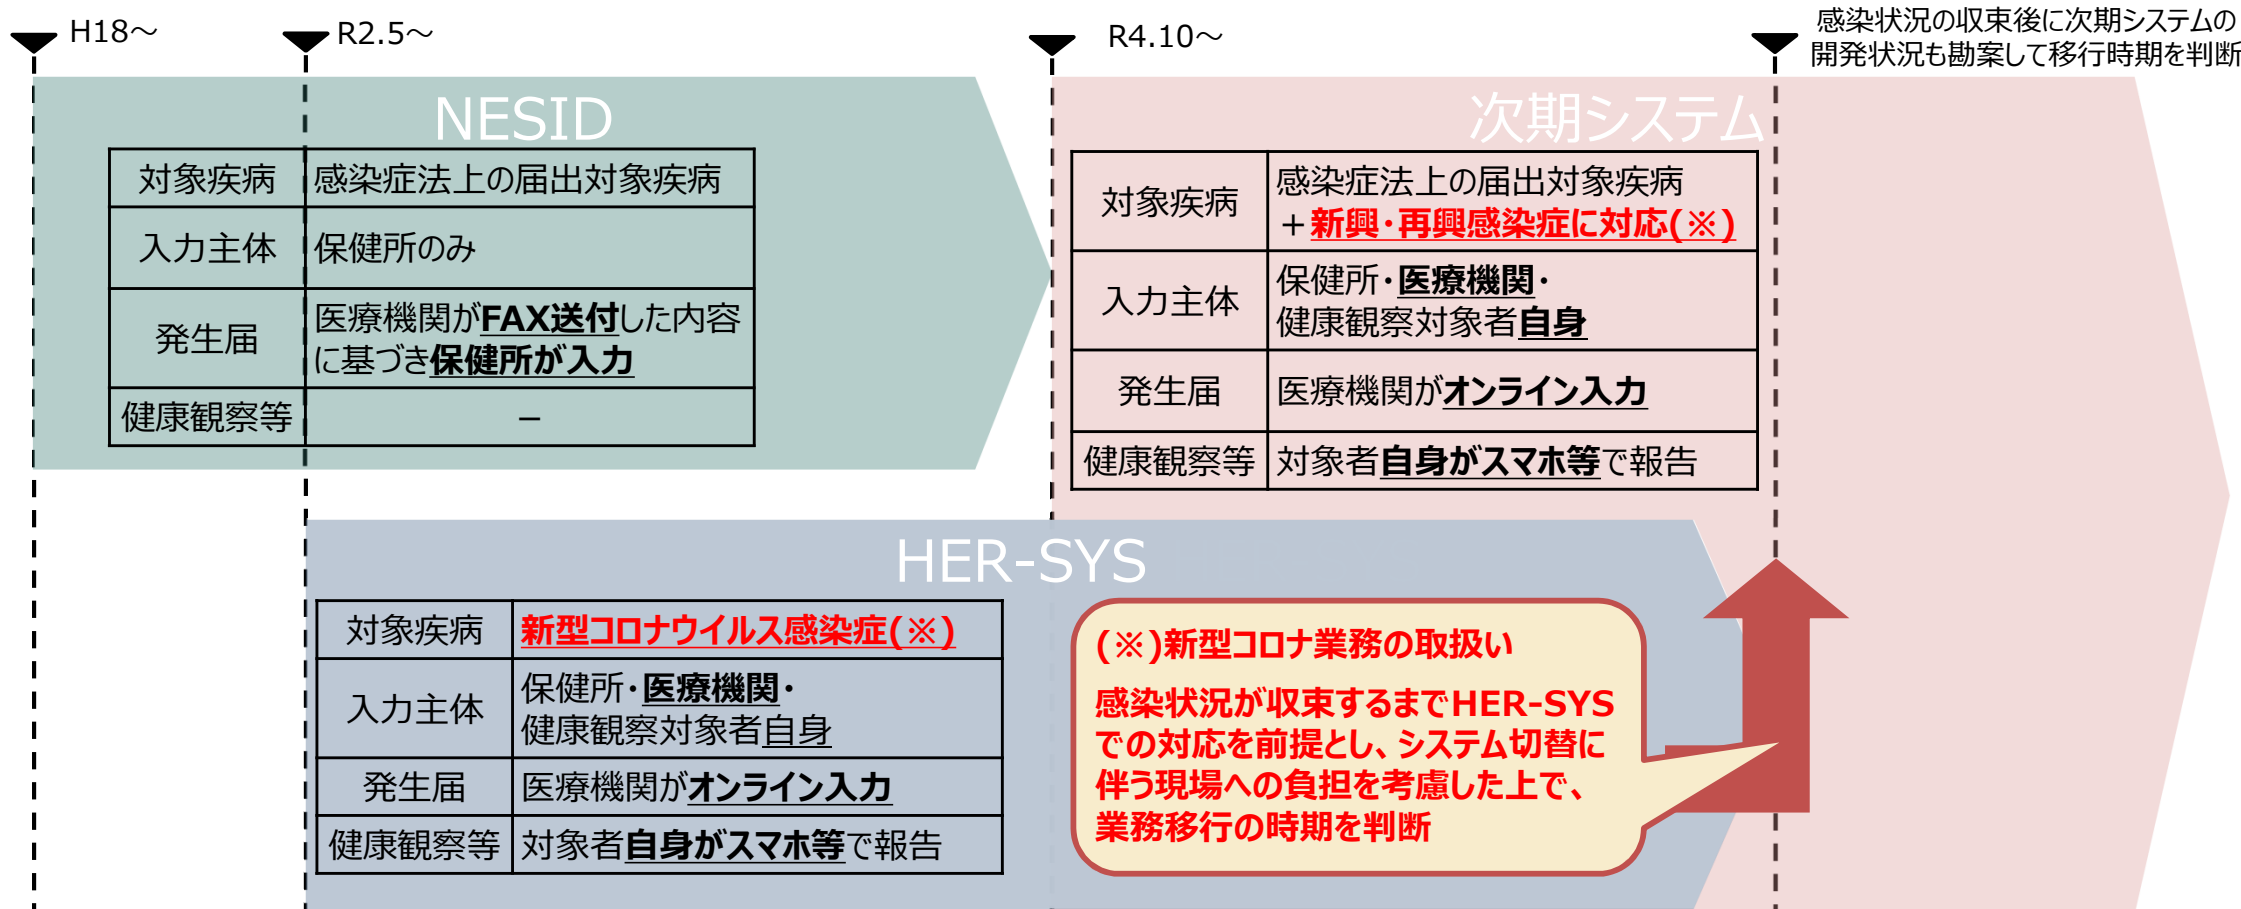 H18～
R2.5～
R4.10～
感染状況の収束後に次期システムの
開発状況も勘案して移行時期を判断
NESID
対象疾病
感染症法上の届出対象疾病
入力主体
保健所のみ
発生届
医療機関がFAX送付した内容
に基づき保健所が入力
健康観察等
－
次期システム
対象疾病
感染症法上の届出対象疾病
＋新興・再興感染症に対応(※)
入力主体
保健所・医療機関・
健康観察対象者自身
発生届
医療機関がオンライン入力
健康観察等
対象者自身がスマホ等で報告
HER-SYS
対象疾病
新型コロナウイルス感染症(※)
入力主体
保健所・医療機関・
健康観察対象者自身
発生届
医療機関がオンライン入力
健康観察等
対象者自身がスマホ等で報告
(※)新型コロナ業務の取扱い
感染状況が収束するまでHER-SYS
での対応を前提とし、システム切替に
伴う現場への負担を考慮した上で、
業務移行の時期を判断